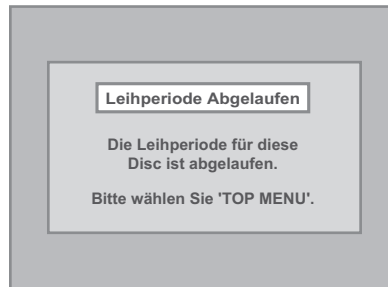 Leihperiode Abgelaufen
Die Leihperiode für diese
Disc ist abgelaufen.
Bitte wählen Sie 'TOP MENU'.